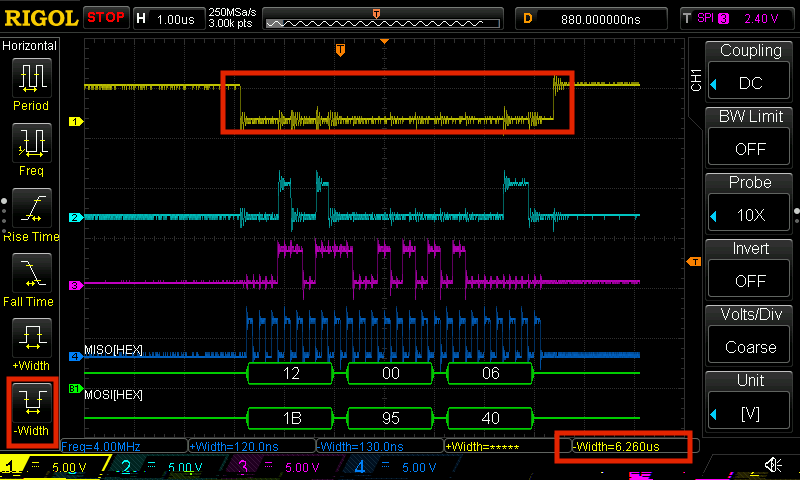 RIGOL STOP H 1.00us 250MSa/s 3.00k pts T D 880.000000ns T SPI 3 2.40 V
Horizontal
Period
Freq
Rise Time
Fall Time
+Width
-Width
T
1
2
3
4
B1
T
MISO[HEX]
12 00 06
MOSI[HEX]
1B 95 40
CH1
Coupling
DC
BW Limit
OFF
Probe
10X
Invert
OFF
Volts/Div
Coarse
Unit
[V]
Freq=4.00MHz +Width=120.0ns -Width=130.0ns +Width=***** -Width=6.260us
1 = 5.00 V 2 = 5.00 V 3 = 5.00 V 4 = 5.00 V